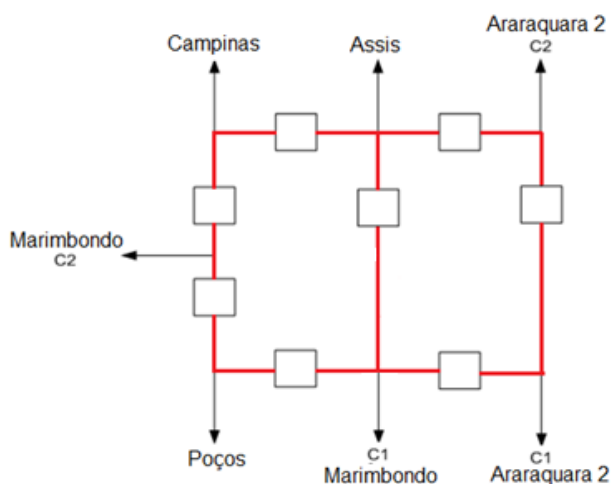 Campinas
Assis
Araraquara 2
C2
Marimbondo
C2
Poços
C1
Marimbondo
C1
Araraquara 2